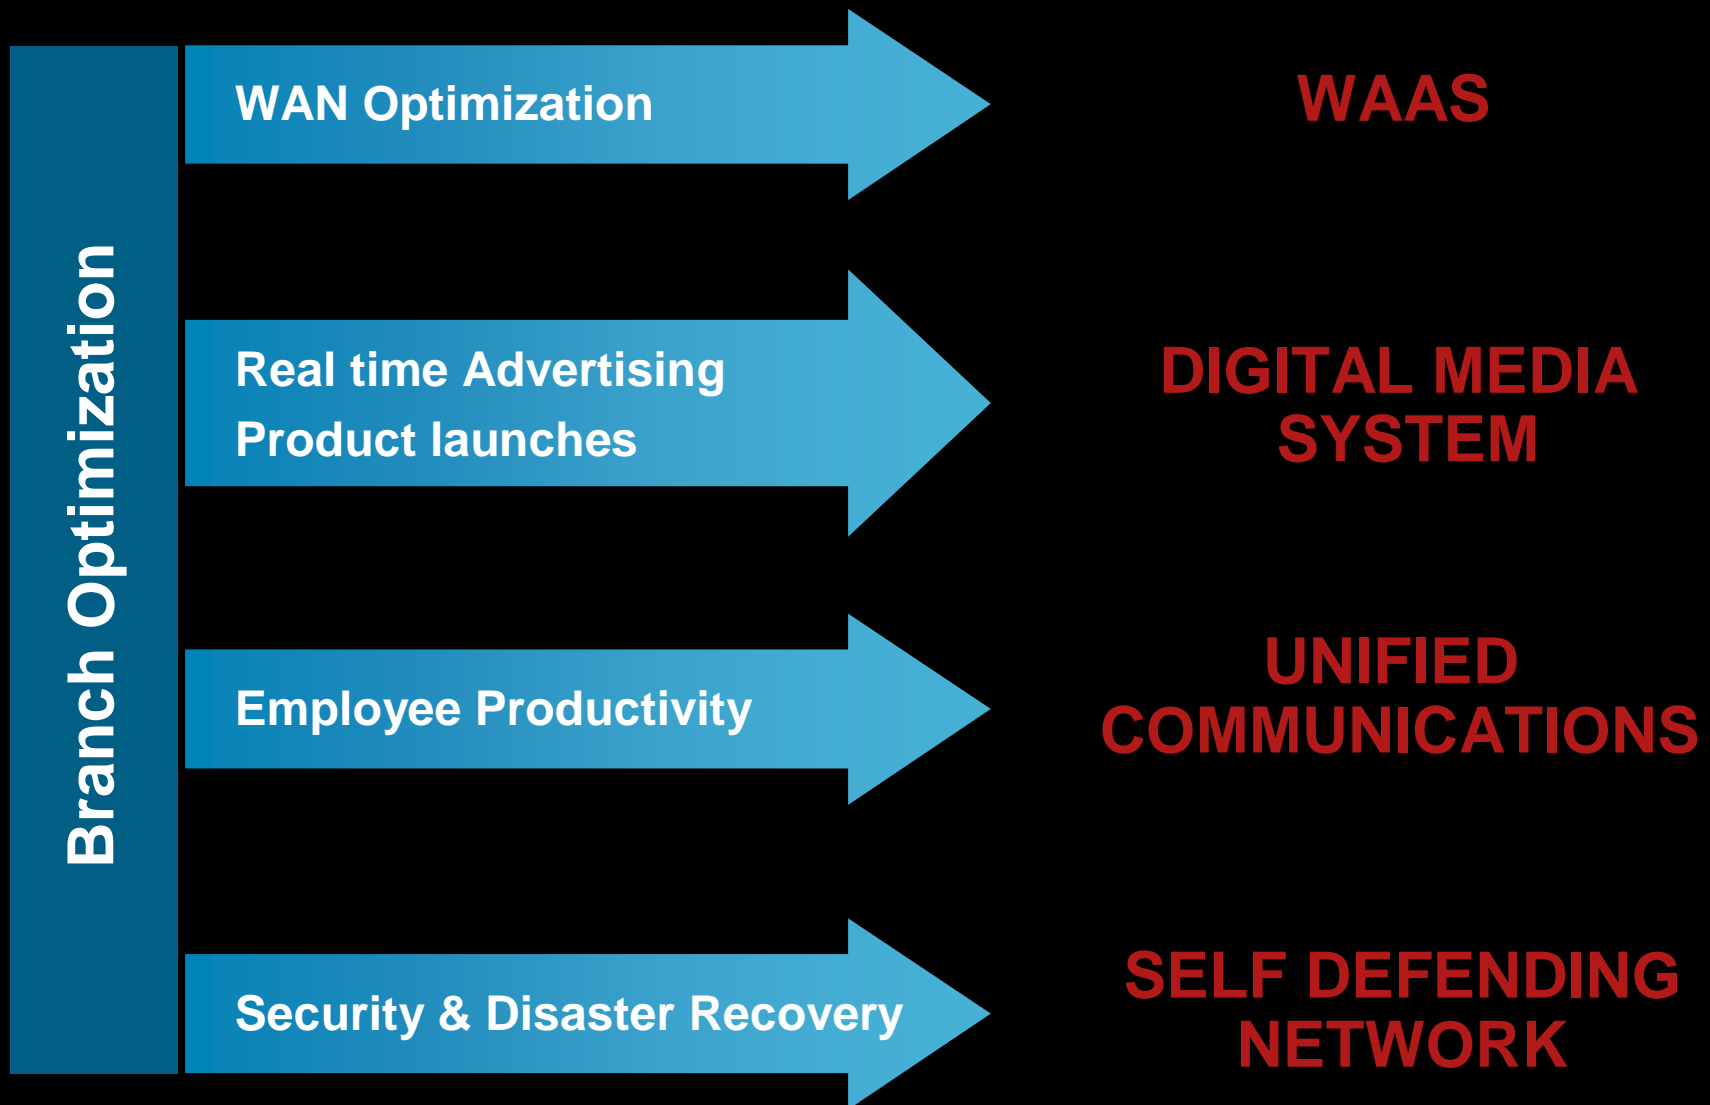 Branch Optimization
WAN Optimization
WAAS
Real time Advertising
Product launches
DIGITAL MEDIA
SYSTEM
Employee Productivity
UNIFIED
COMMUNICATIONS
Security & Disaster Recovery
SELF DEFENDING
NETWORK